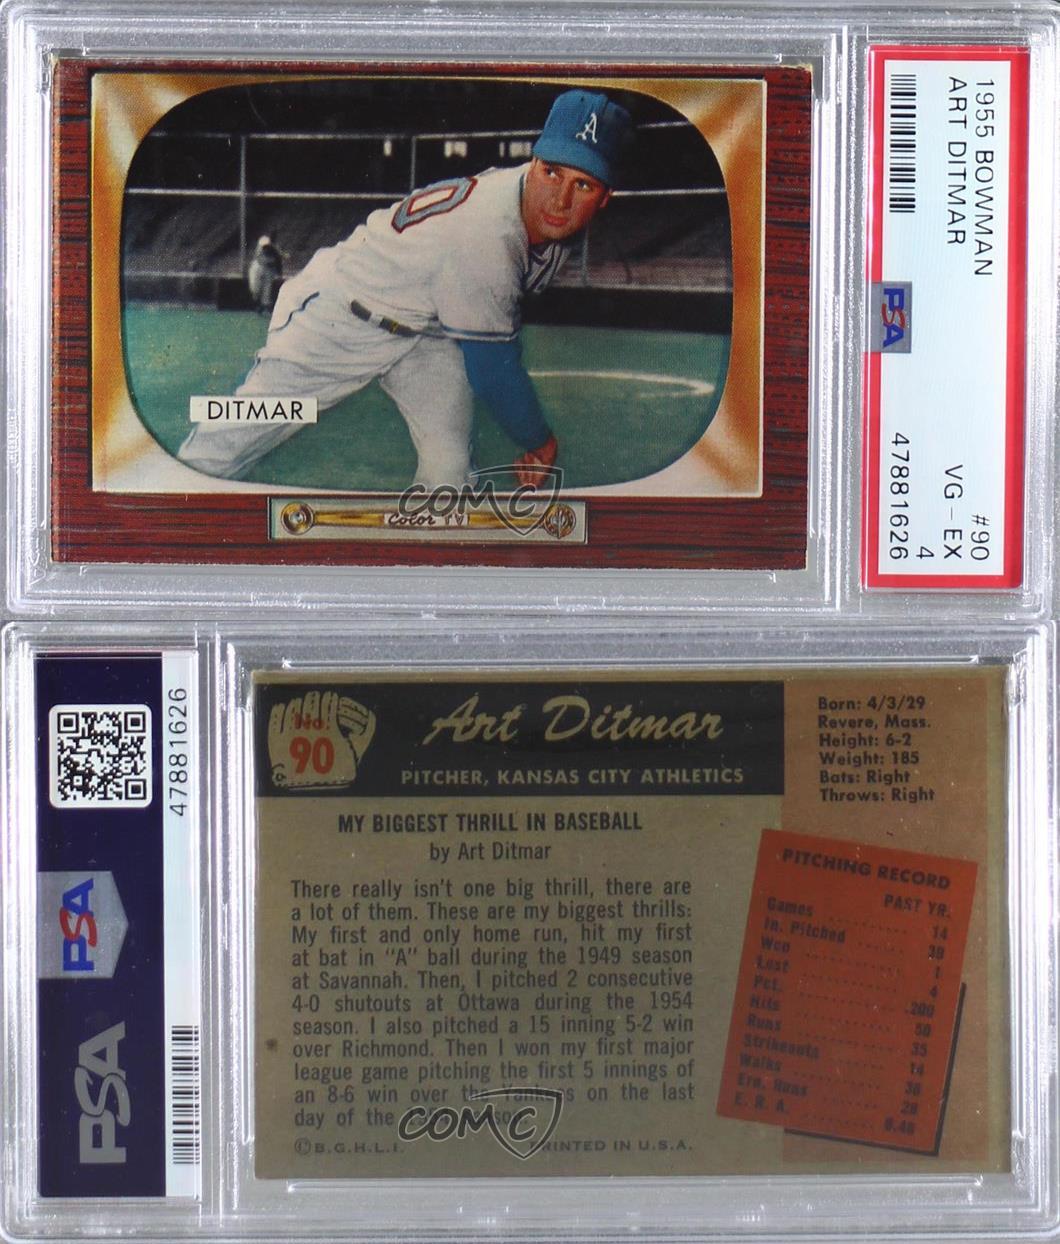 1955 BOWMAN
ART DITMAR
#90
VG-EX
4
47881626
PSA
A
0
DITMAR
Color TV
COMC
47881626
PSA
PSA
No.
90
Art Ditmar
PITCHER, KANSAS CITY ATHLETICS
Born: 4/3/29
Revere, Mass.
Height: 6-2
Weight: 185
Bats: Right
Throws: Right
MY BIGGEST THRILL IN BASEBALL
by Art Ditmar
There really isn't one big thrill, there are
a lot of them. These are my biggest thrills:
My first and only home run, hit my first
at bat in "A" ball during the 1949 season
at Savannah. Then, I pitched 2 consecutive
4-0 shutouts at Ottawa during the 1954
season. I also pitched a 15 inning 5-2 win
over Richmond. Then I won my first major
league game pitching the first 5 innings of
an 8-6 win over the Yankees on the last
day of the
©B.G.H.L.I. PRINTED IN U.S.A.
COMC
PITCHING RECORD
PAST YR.
Games 14
In. Pitched 39
Won 1
Lost 4
Pct. .200
Hits 50
Runs 35
Strikeouts 14
Walks 36
Ern. Runs 28
E. R. A. 6.46